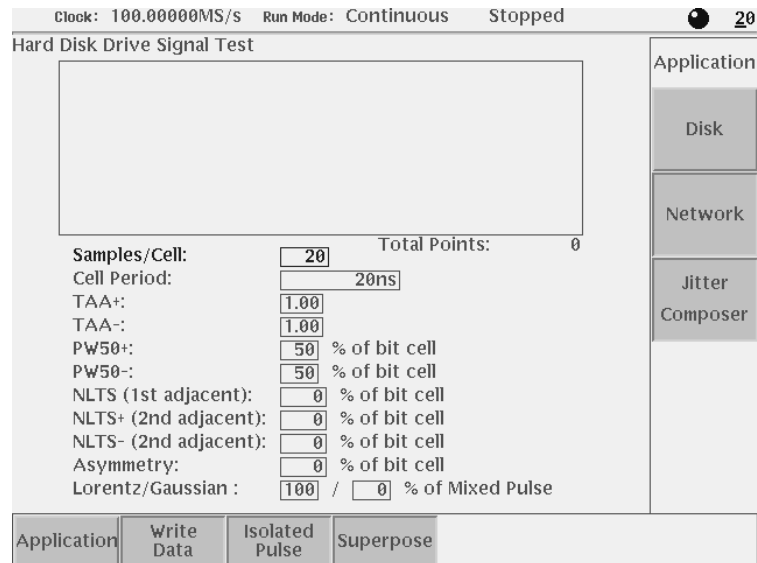 Clock: 100.00000MS/s Run Mode: Continuous Stopped 20
Hard Disk Drive Signal Test
Application
Disk
Network
Jitter
Composer
Total Points: 0
Samples/Cell: 20
Cell Period: 20ns
TAA+: 1.00
TAA-: 1.00
PW50+: 50 % of bit cell
PW50-: 50 % of bit cell
NLTS (1st adjacent): 0 % of bit cell
NLTS+ (2nd adjacent): 0 % of bit cell
NLTS- (2nd adjacent): 0 % of bit cell
Asymmetry: 0 % of bit cell
Lorentz/Gaussian : 100 / 0 % of Mixed Pulse
Application
Write
Data
Isolated
Pulse
Superpose